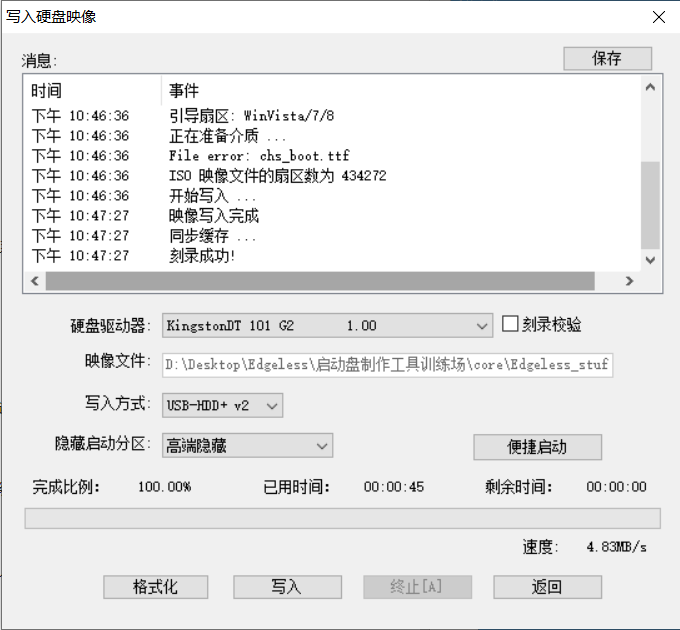 写入硬盘映像
消息:
保存
时间 事件
下午 10:46:36 引导扇区: WinVista/7/8
下午 10:46:36 正在准备介质 ...
下午 10:46:36 File error: chs_boot.ttf
下午 10:46:36 ISO 映像文件的扇区数为 434272
下午 10:46:36 开始写入 ...
下午 10:47:27 映像写入完成
下午 10:47:27 同步缓存 ...
下午 10:47:27 刻录成功!
硬盘驱动器: KingstonDT 101 G2 1.00 刻录校验
映像文件: D:\Desktop\Edgeless\启动盘制作工具训练场\core\Edgeless_stuf
写入方式: USB-HDD+ v2
隐藏启动分区: 高端隐藏 便捷启动
完成比例: 100.00% 已用时间: 00:00:45 剩余时间: 00:00:00
速度: 4.83MB/s
格式化 写入 终止[A] 返回